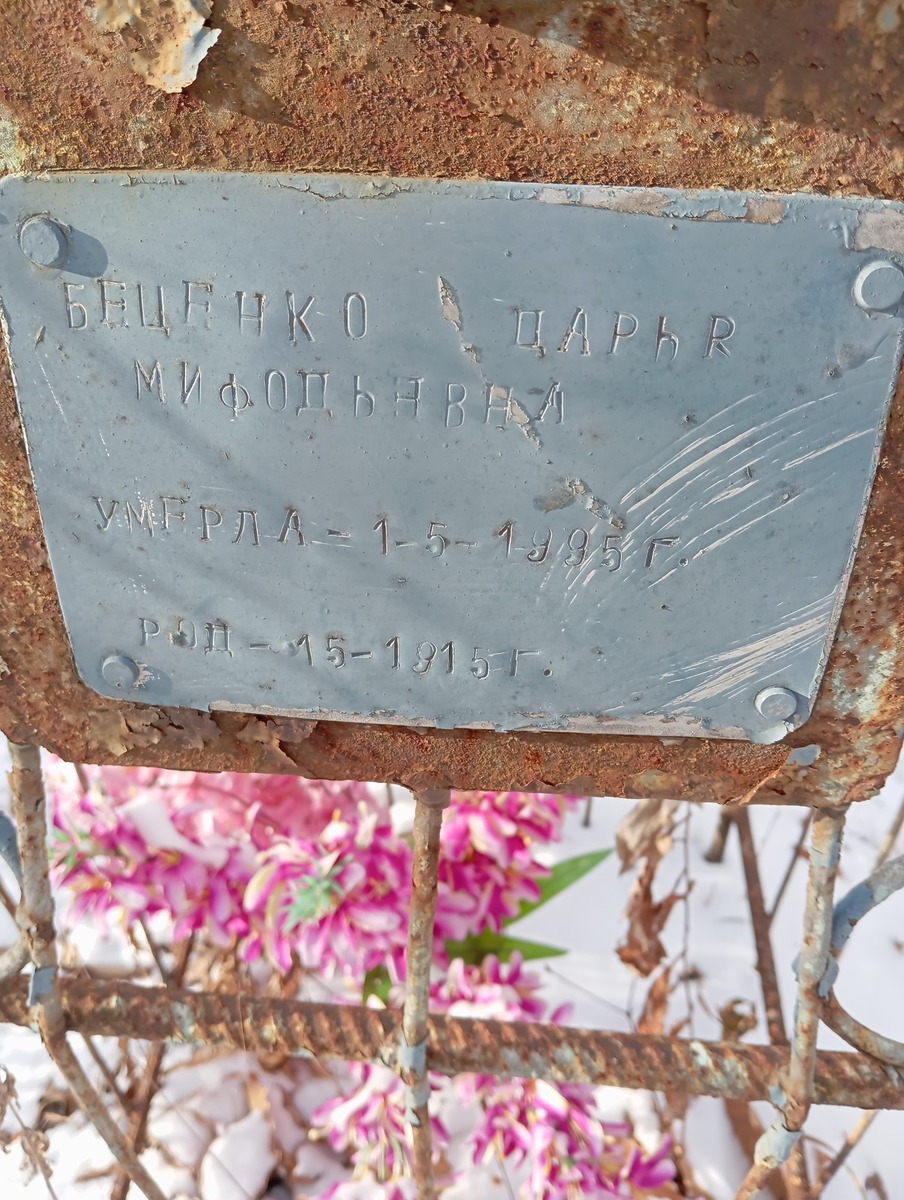 БЕЦЕНКО ДАРЬЯ
МИФОДЬЕВНА
УМЕРЛА - 1-5-1995 г.
РОД - 15-1915 г.